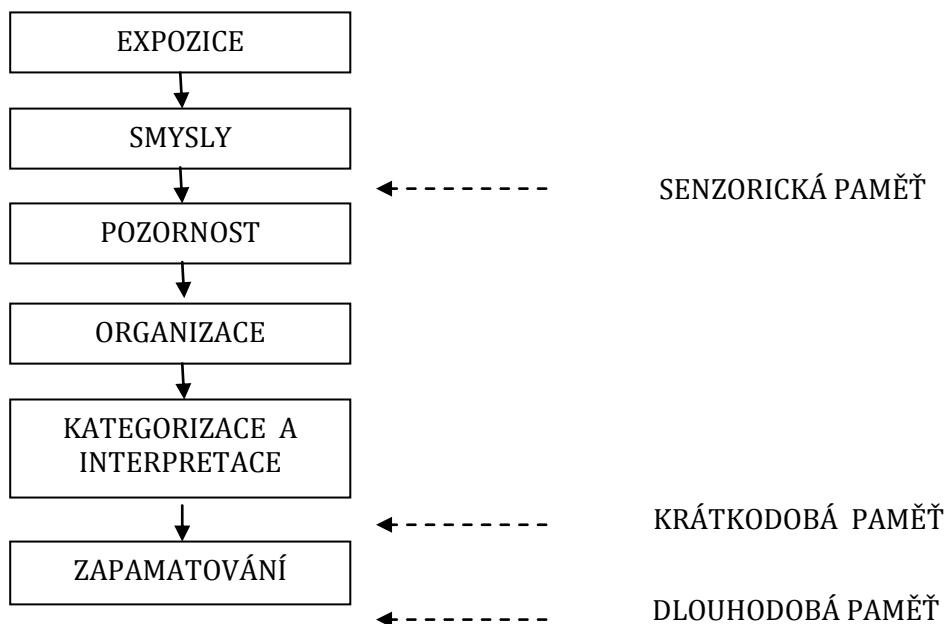 EXPOZICE
SMYSLY
SENZORICKÁ PAMĚŤ
POZORNOST
ORGANIZACE
KATEGORIZACE A
INTERPRETACE
KRÁTKODOBÁ PAMĚŤ
ZAPAMATOVÁNÍ
DLOUHODOBÁ PAMĚŤ